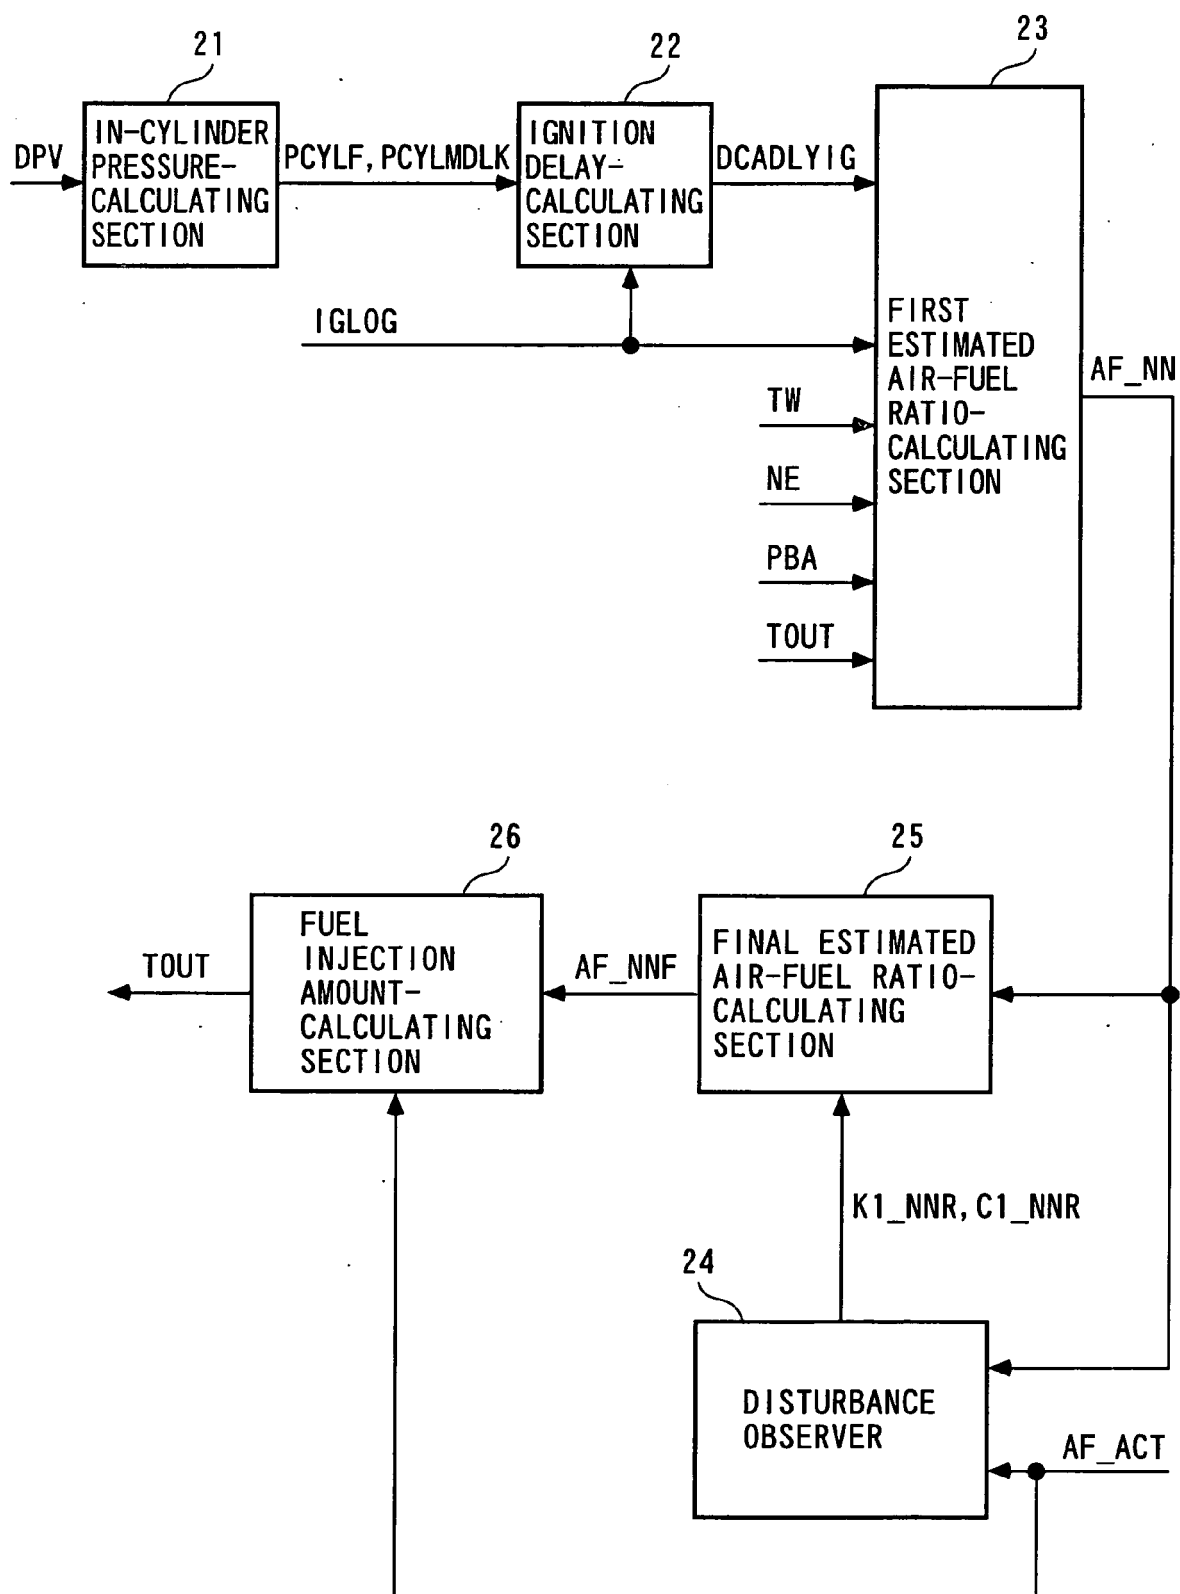 21
22
23
IN-CYLINDER
PRESSURE-
CALCULATING
SECTION
DPV
PCYLF, PCYLMDLK
IGNITION
DELAY-
CALCULATING
SECTION
DCADLYIG
IGLOG
TW
NE
PBA
TOUT
FIRST
ESTIMATED
AIR-FUEL
RATIO-
CALCULATING
SECTION
AF_NN
26
25
TOUT
FUEL
INJECTION
AMOUNT-
CALCULATING
SECTION
AF_NNF
FINAL ESTIMATED
AIR-FUEL RATIO-
CALCULATING
SECTION
K1_NNR, C1_NNR
24
DISTURBANCE
OBSERVER
AF_ACT